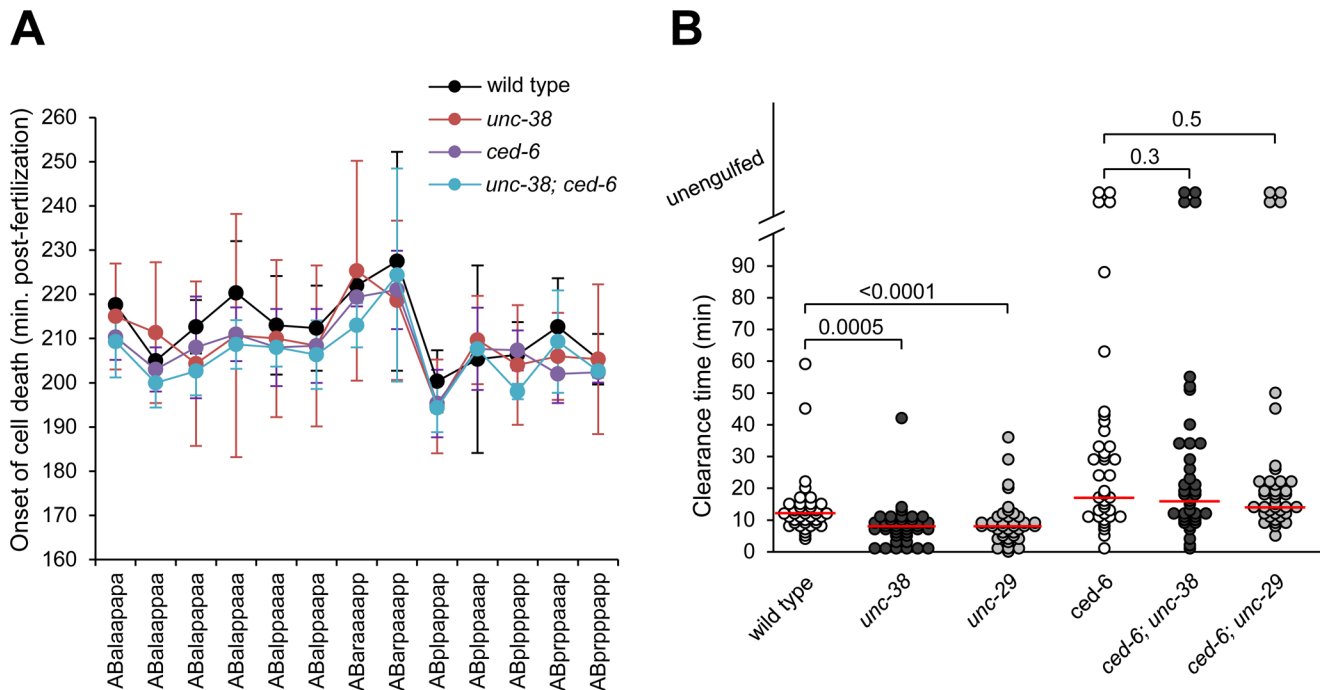 A
B
wild type
unc-38
ced-6
unc-38; ced-6
Onset of cell death (min. post-fertilization)
260
250
240
230
220
210
200
190
180
170
160
ABalaapapa
ABalaappaa
ABalapapaa
ABalappaaa
ABalppaaaa
ABalpppapp
ABaraaaapp
ABarpaaapp
ABplpappap
ABplppaaap
ABplpppapp
ABprppaaap
ABprpppapp
unengulfed
Clearance time (min)
90
80
70
60
50
40
30
20
10
0
<0.0001
0.0005
0.5
0.3
wild type
unc-38
unc-29
ced-6
ced-6; unc-38
ced-6; unc-29